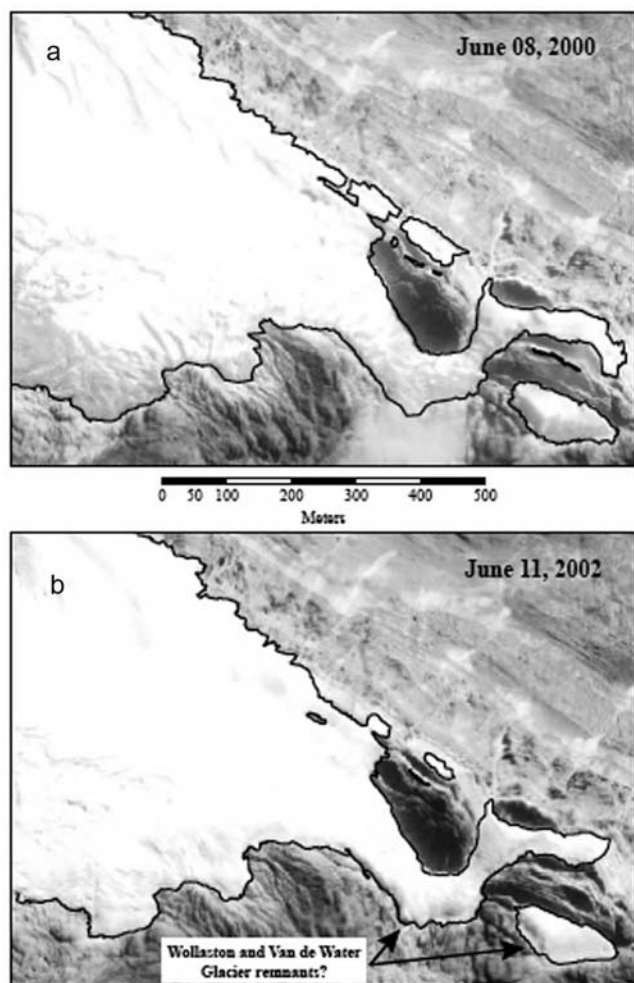 a
June 08, 2000
0 50 100 200 300 400 500
Meters
b
June 11, 2002
Wollaston and Van de Water
Glacier remnants?